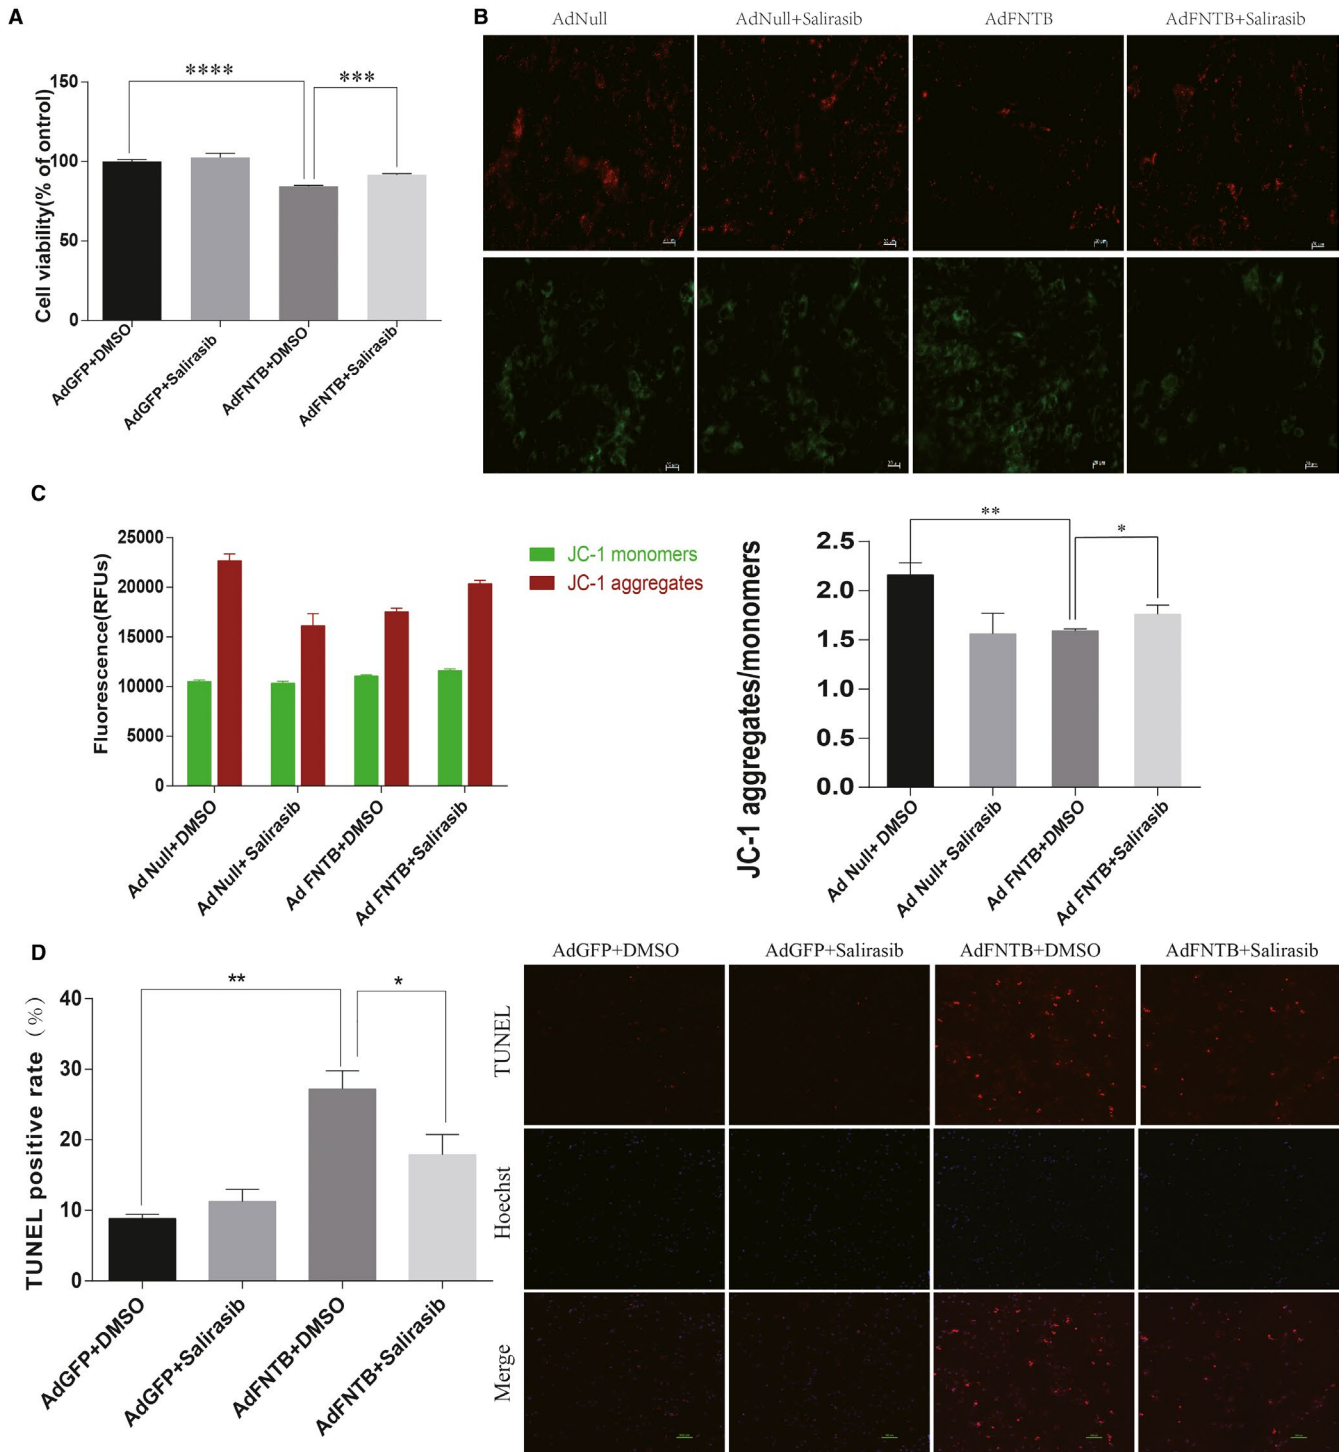 A
****
***
150
100
50
0
Cell viability(% of ontrol)
AdGFP+DMSO
AdGFP+Salirasib
AdFNTB+DMSO
AdFNTB+Salirasib
B
AdNull
AdNull+Salirasib
AdFNTB
AdFNTB+Salirasib
C
25000
20000
15000
10000
5000
0
Fluorescence(RFUs)
JC-1 monomers
JC-1 aggregates
Ad Null+DMSO
Ad Null+ Salirasib
Ad FNTB+DMSO
Ad FNTB+Salirasib
**
*
2.5
2.0
1.5
1.0
0.5
0.0
JC-1 aggregates/monomers
Ad Null+ DMSO
Ad Null+ Salirasib
Ad FNTB+DMSO
Ad FNTB+Salirasib
D
**
*
40
30
20
10
0
TUNEL positive rate (%)
AdGFP+DMSO
AdGFP+Salirasib
AdFNTB+DMSO
AdFNTB+Salirasib
AdGFP+DMSO
AdGFP+Salirasib
AdFNTB+DMSO
AdFNTB+Salirasib
TUNEL
Hoechst
Merge